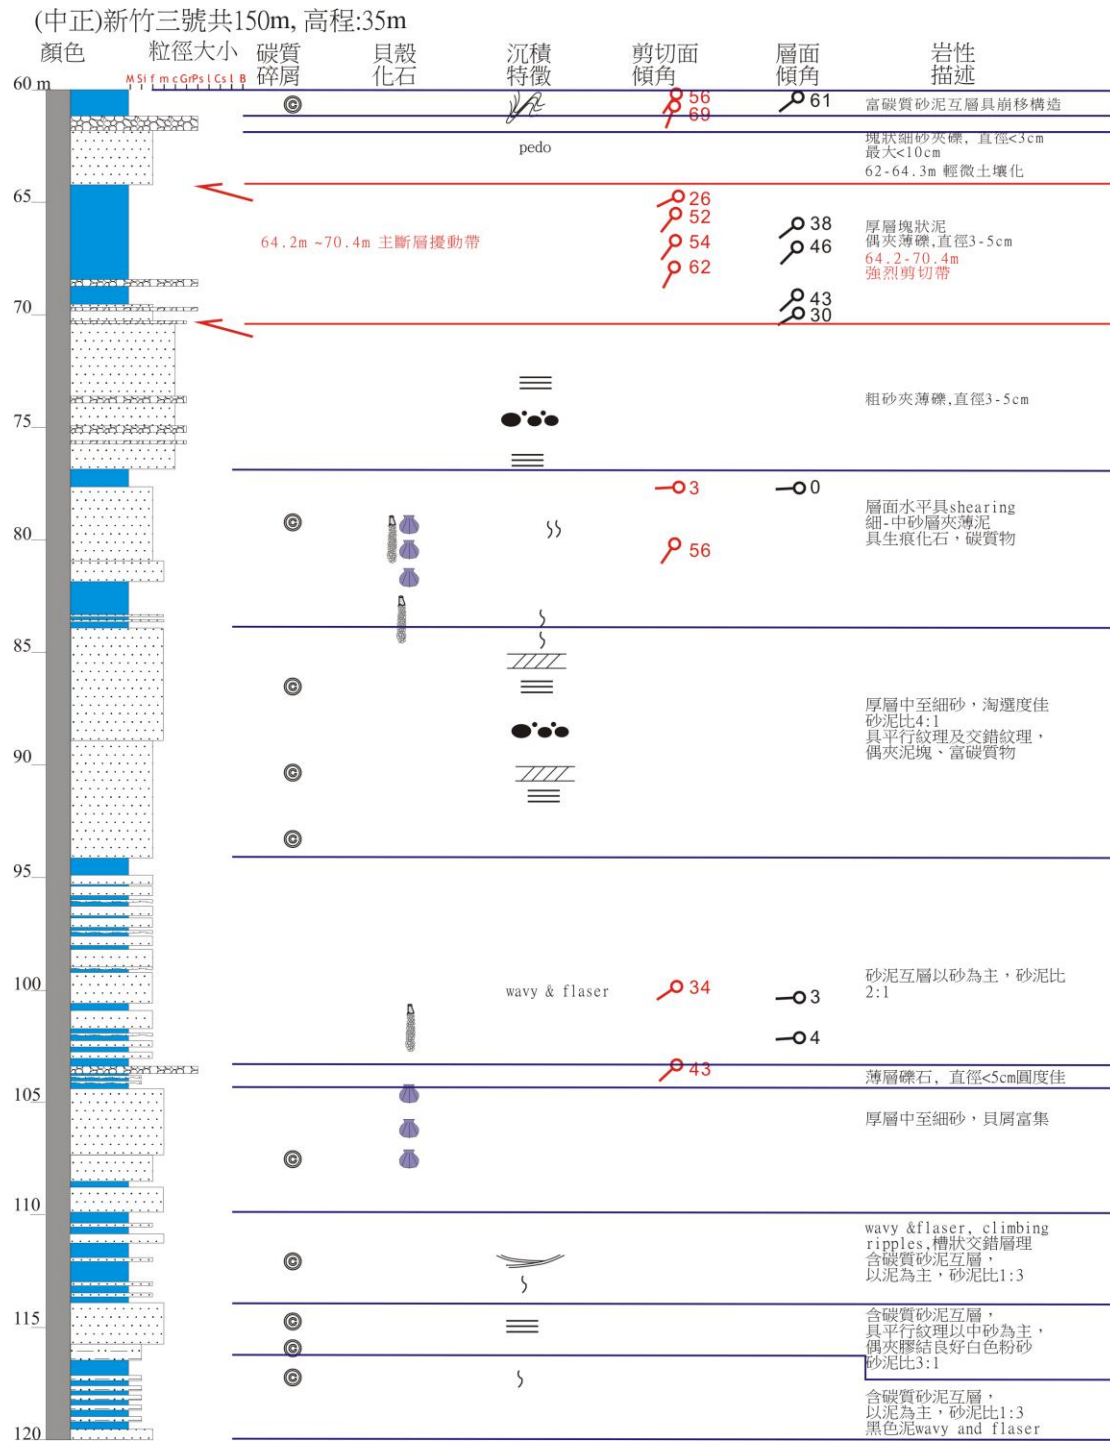 (中正)新竹三號共150m, 高程:35m
顏色 粒徑大小 碳質碎屑 貝殼化石 沉積特徵 剪切面傾角 層面傾角 岩性描述
M Si f m c Gr P s l C s l B
60 m
56
69
61
富碳質砂泥互層具崩移構造
pedo
塊狀細砂夾礫, 直徑<3cm
最大<10cm
62-64.3m 輕微土壤化
65
26
52
54
62
38
46
43
30
64.2m ~70.4m 主斷層擾動帶
厚層塊狀泥
偶夾薄礫,直徑3-5cm
64.2-70.4m
強烈剪切帶
70
粗砂夾薄礫,直徑3-5cm
75
3
0
層面水平具shearing
細-中砂層夾薄泥
具生痕化石，碳質物
80
56
85
厚層中至細砂，淘選度佳
砂泥比4:1
具平行紋理及交錯紋理，
偶夾泥塊、富碳質物
90
95
砂泥互層以砂為主，砂泥比
2:1
100
wavy & flaser
34
3
4
43
薄層礫石, 直徑<5cm圓度佳
105
厚層中至細砂，貝屑富集
110
wavy &flaser, climbing
ripples,槽狀交錯層理
含碳質砂泥互層，
以泥為主，砂泥比1:3
115
含碳質砂泥互層，
具平行紋理以中砂為主，
偶夾膠結良好白色粉砂
砂泥比3:1
含碳質砂泥互層，
以泥為主，砂泥比1:3
黑色泥wavy and flaser
120